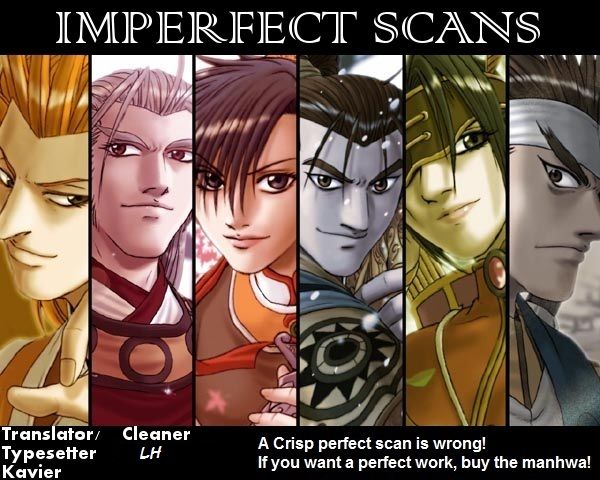 IMPERFECT SCANS
Translator/ Cleaner
Typesetter LH
Kavier
A Crisp perfect scan is wrong!
If you want a perfect work, buy the manhwa!